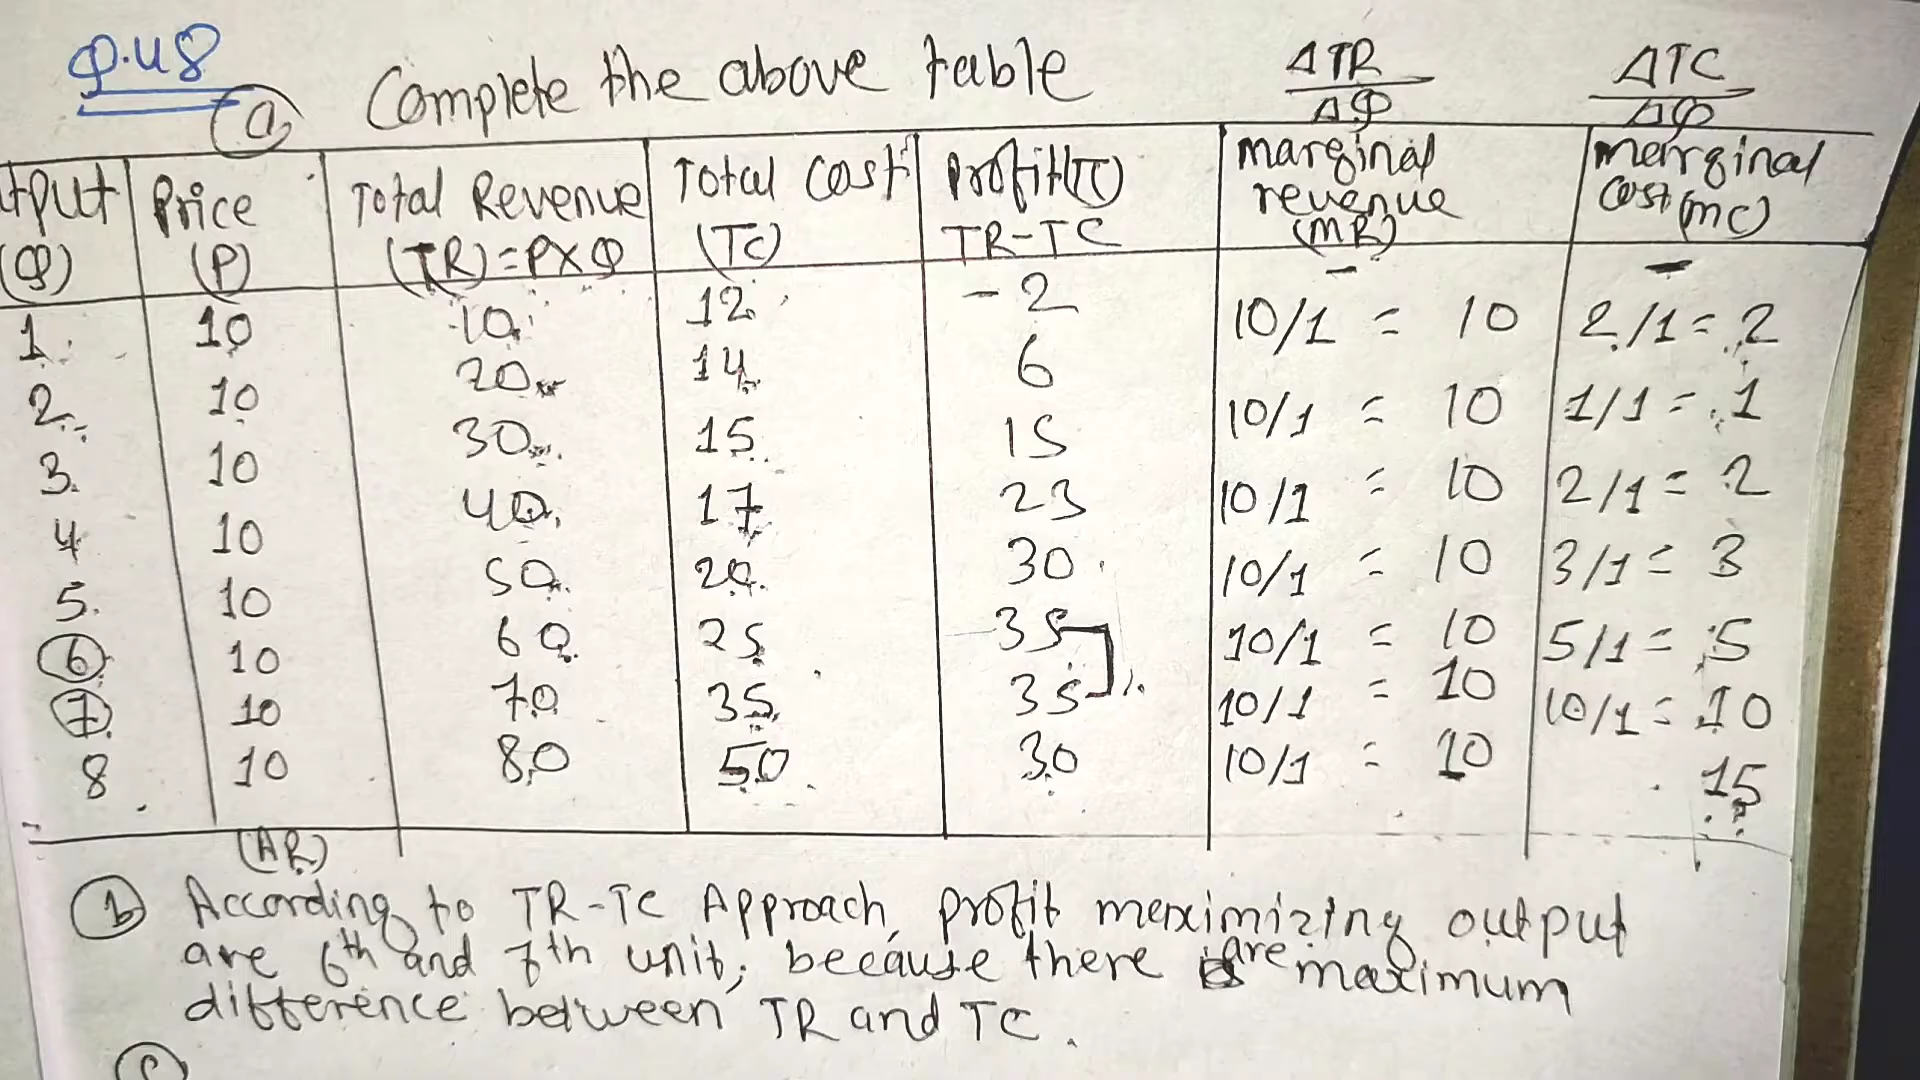 Q.48
(a) Complete the above table
ΔTR/ΔQ ΔTC/ΔQ
tput (Q) | Price (P) | Total Revenue (TR)=P×Q | Total Cost (TC) | Profit(π) TR-TC | marginal revenue (MR) | marginal cost (mc)
1. 10 10 12 -2 - -
2. 10 20 14 6 10/1 = 10 2/1 = 2
3. 10 30 15 15 10/1 = 10 1/1 = 1
4 10 40 17 23 10/1 = 10 2/1 = 2
5. 10 50 20 30 10/1 = 10 3/1 = 3
6 10 60 25 35 10/1 = 10 5/1 = 5
7 10 70 35 35 10/1 = 10 10/1 = 10
8 10 80 50 30 10/1 = 10 15
(AR)
(b) According to TR-TC Approach, profit maximizing output
are 6th and 7th unit, because there are maximum
difference between TR and TC.